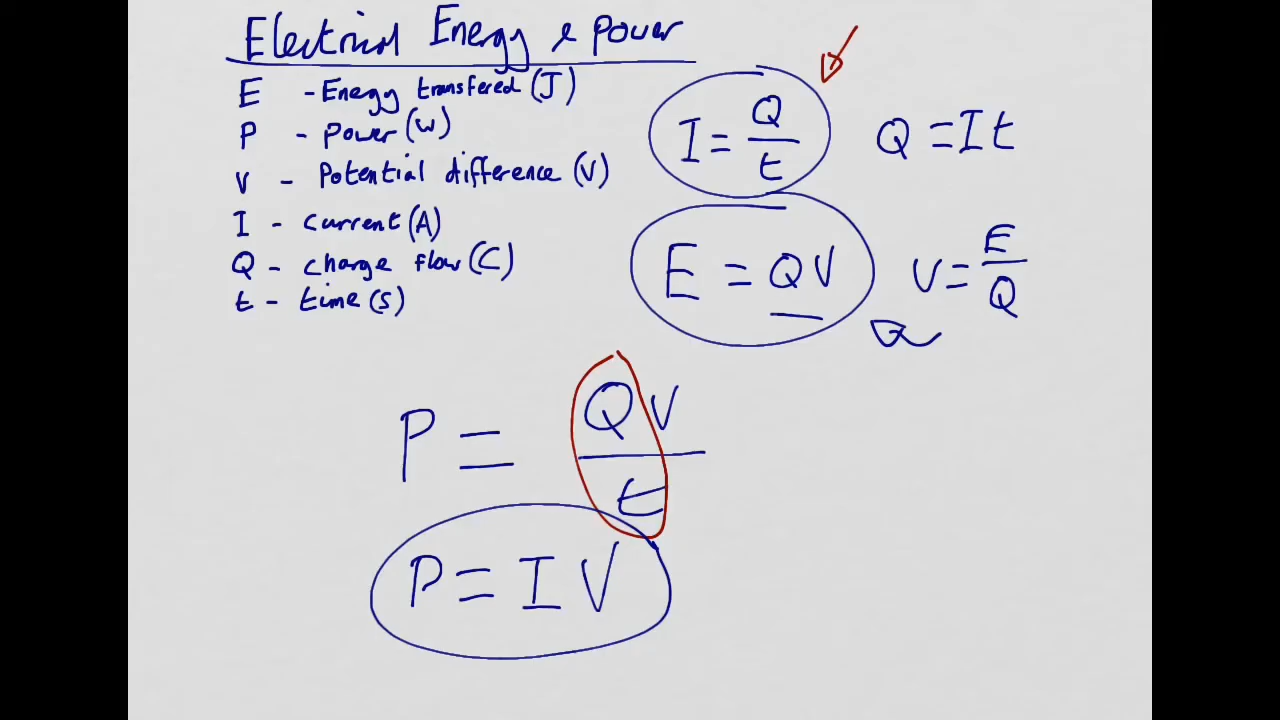 Electrical Energy & Power
E - Energy transfered (J)
P - Power (W)
V - Potential difference (V)
I - Current (A)
Q - charge flow (C)
t - time (s)
I = Q/t Q = It
E = QV V = E/Q
P = QV/t
P = IV